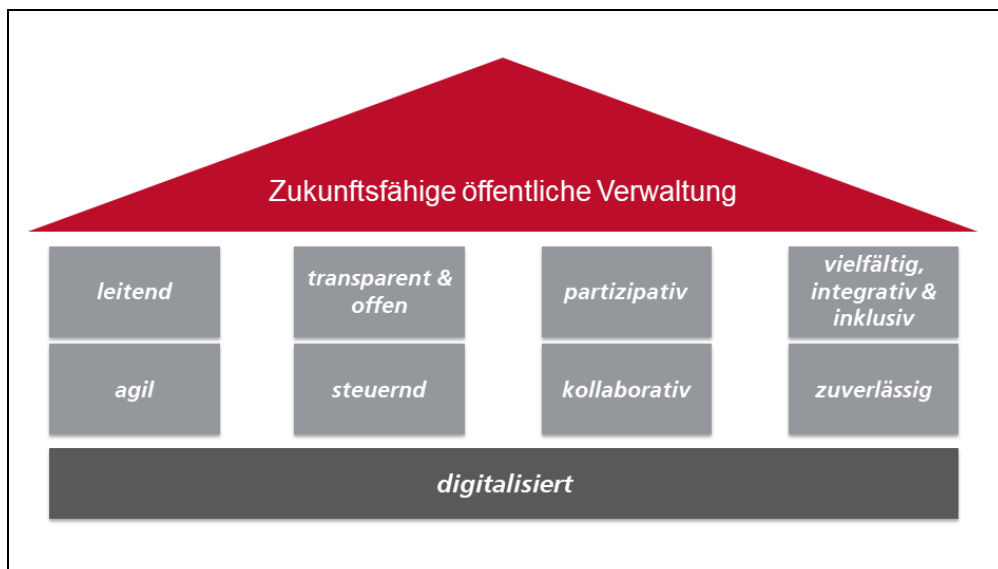 Zukunftsfähige öffentliche Verwaltung
leitend
transparent &
offen
partizipativ
vielfältig,
integrativ &
inklusiv
agil
steuernd
kollaborativ
zuverlässig
digitalisiert